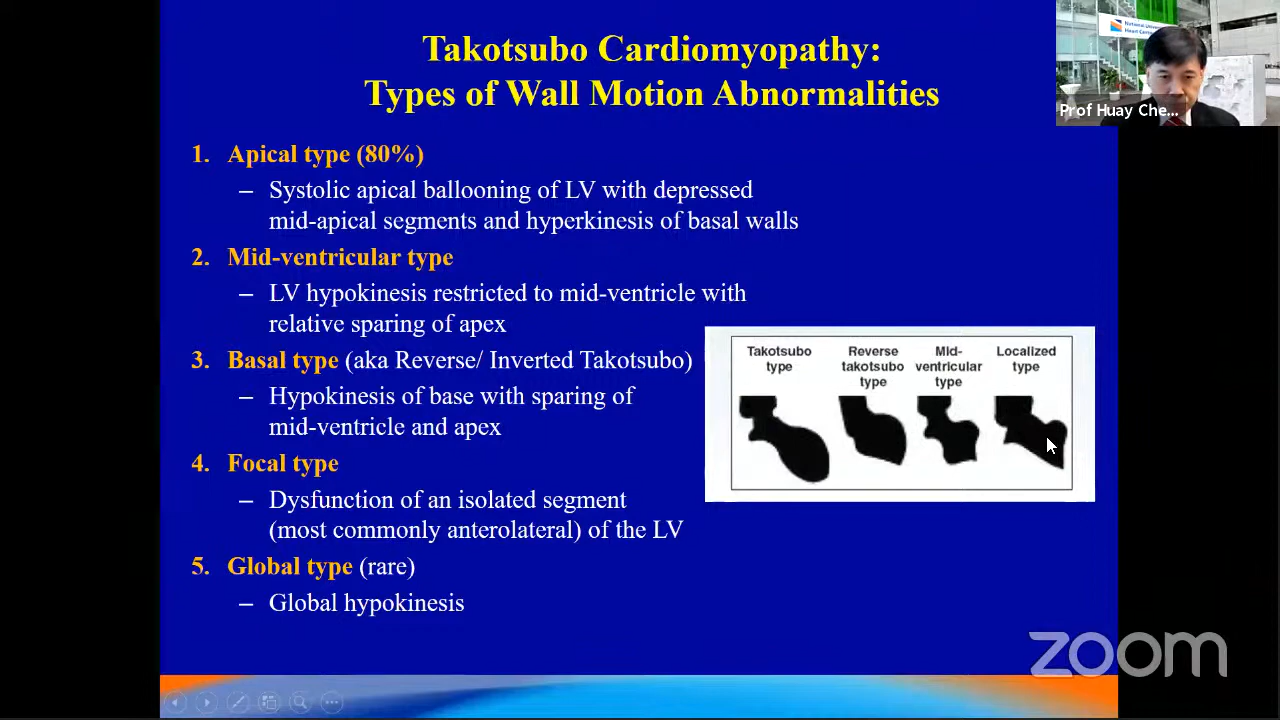 Takotsubo Cardiomyopathy:
Types of Wall Motion Abnormalities
1. Apical type (80%)
– Systolic apical ballooning of LV with depressed
mid-apical segments and hyperkinesis of basal walls
2. Mid-ventricular type
– LV hypokinesis restricted to mid-ventricle with
relative sparing of apex
3. Basal type (aka Reverse/ Inverted Takotsubo)
– Hypokinesis of base with sparing of
mid-ventricle and apex
4. Focal type
– Dysfunction of an isolated segment
(most commonly anterolateral) of the LV
5. Global type (rare)
– Global hypokinesis
Takotsubo
type
Reverse
takotsubo
type
Mid-
ventricular
type
Localized
type
National
Heart
Prof Huay Che...
zoom